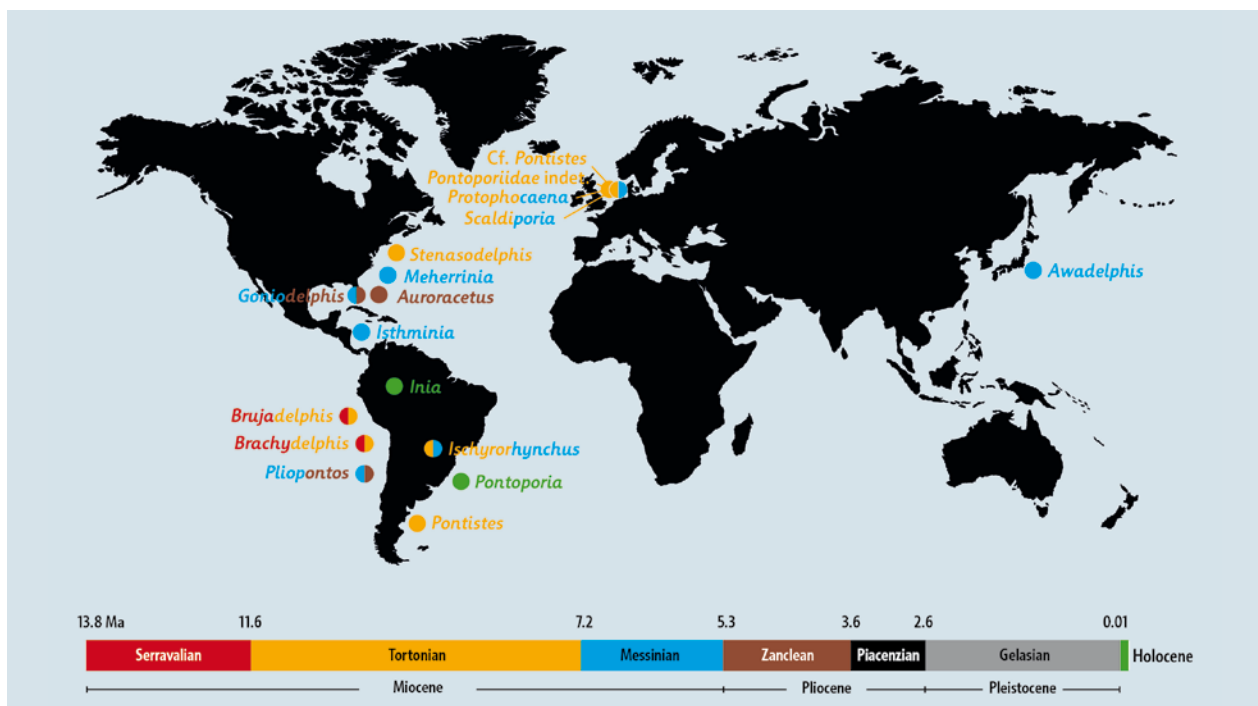 Cf. Pontistes
Pontoporiidae indet.
Protophocaena
Scaldiporia
Stenasodelphis
Meherrinia
Awadelphis
Goniodelphis
Auroracetus
Isthminia
Inia
Brujadelphis
Brachydelphis
Ischyrorhynchus
Pliopontos
Pontoporia
Pontistes
13.8 Ma 11.6 7.2 5.3 3.6 2.6 0.01
Serravalian Tortonian Messinian Zanclean Piacenzian Gelasian Holocene
Miocene Pliocene Pleistocene